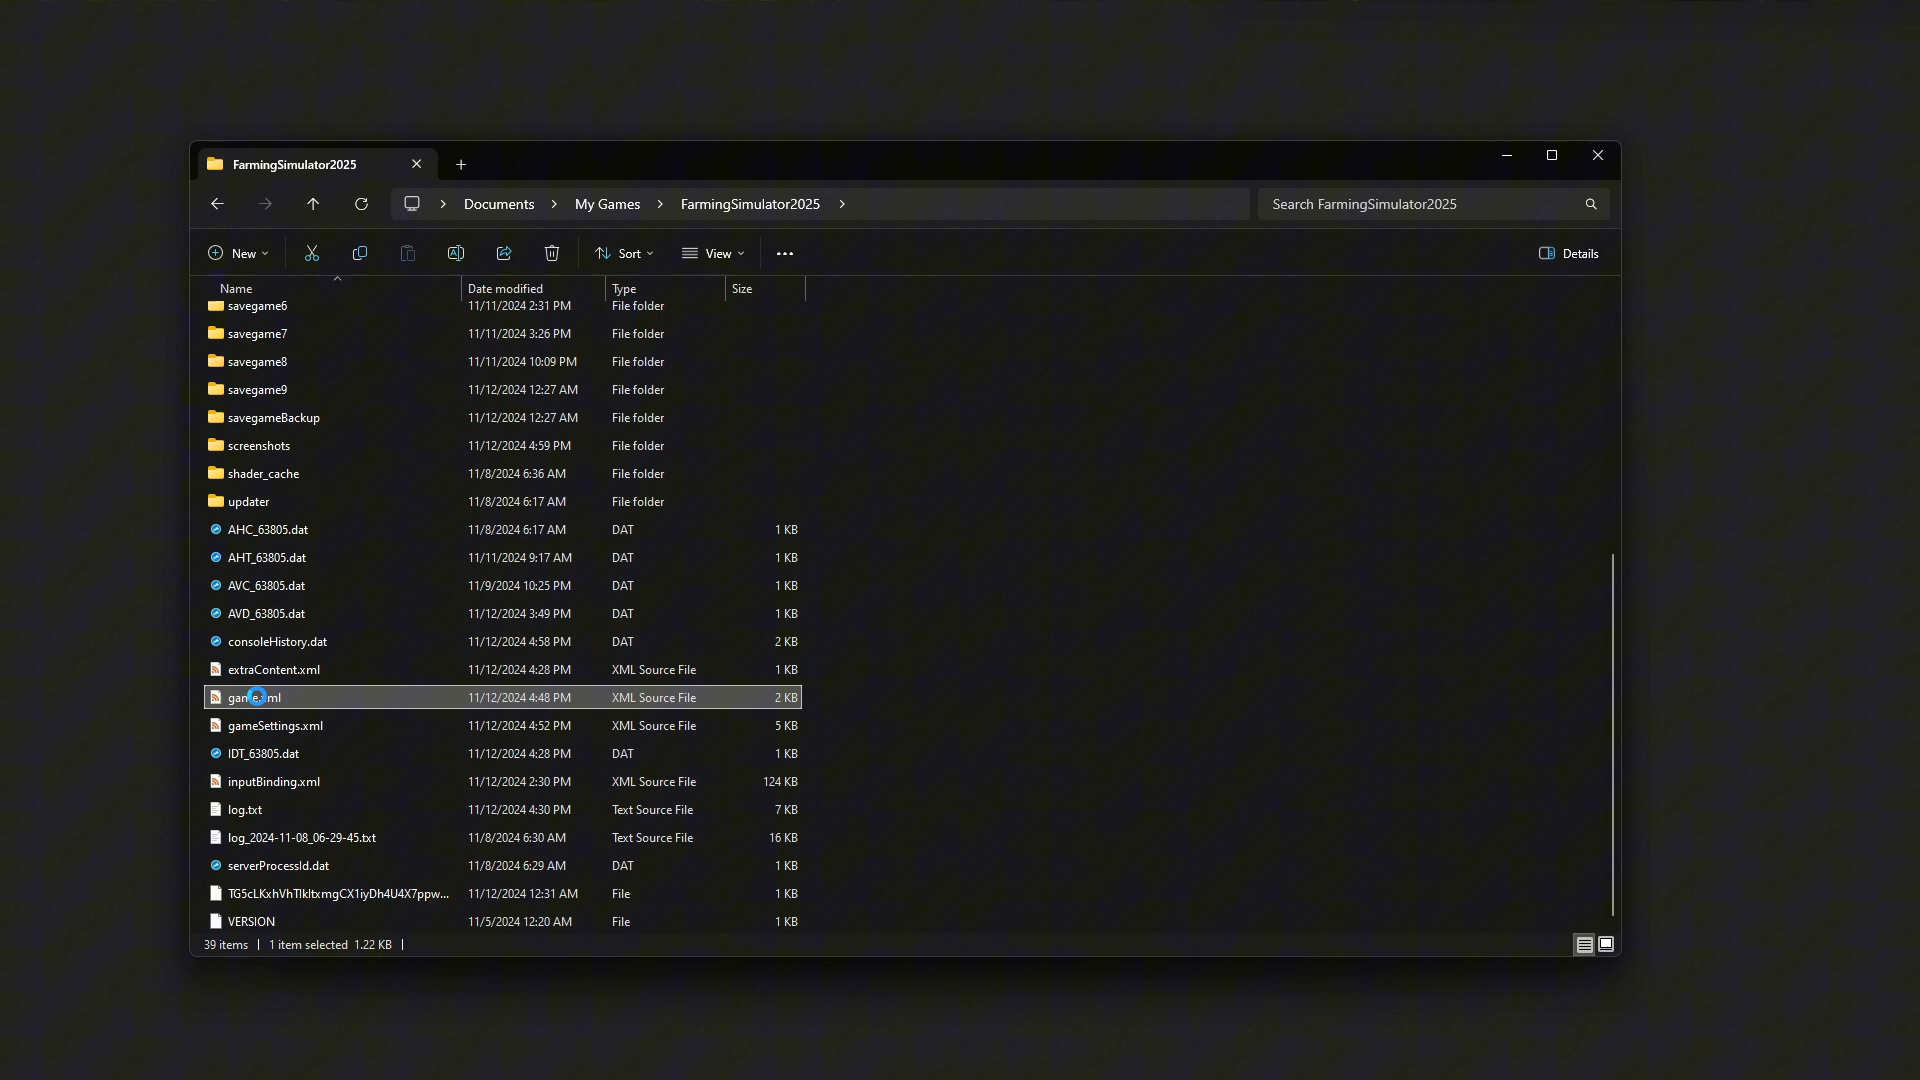 FarmingSimulator2025
Documents > My Games > FarmingSimulator2025 >
Search FarmingSimulator2025
New
Sort
View
Details
Name Date modified Type Size
savegame6 11/11/2024 2:31 PM File folder
savegame7 11/11/2024 3:26 PM File folder
savegame8 11/11/2024 10:09 PM File folder
savegame9 11/12/2024 12:27 AM File folder
savegameBackup 11/12/2024 12:27 AM File folder
screenshots 11/12/2024 4:59 PM File folder
shader_cache 11/8/2024 6:36 AM File folder
updater 11/8/2024 6:17 AM File folder
AHC_63805.dat 11/8/2024 6:17 AM DAT 1 KB
AHT_63805.dat 11/11/2024 9:17 AM DAT 1 KB
AVC_63805.dat 11/9/2024 10:25 PM DAT 1 KB
AVD_63805.dat 11/12/2024 3:49 PM DAT 1 KB
consoleHistory.dat 11/12/2024 4:58 PM DAT 2 KB
extraContent.xml 11/12/2024 4:28 PM XML Source File 1 KB
game.xml 11/12/2024 4:48 PM XML Source File 2 KB
gameSettings.xml 11/12/2024 4:52 PM XML Source File 5 KB
IDT_63805.dat 11/12/2024 4:28 PM DAT 1 KB
inputBinding.xml 11/12/2024 2:30 PM XML Source File 124 KB
log.txt 11/12/2024 4:30 PM Text Source File 7 KB
log_2024-11-08_06-29-45.txt 11/8/2024 6:30 AM Text Source File 16 KB
serverProcessId.dat 11/8/2024 6:29 AM DAT 1 KB
11/12/2024 12:31 AM File 1 KB
VERSION 11/5/2024 12:20 AM File 1 KB
39 items | 1 item selected 1.22 KB |